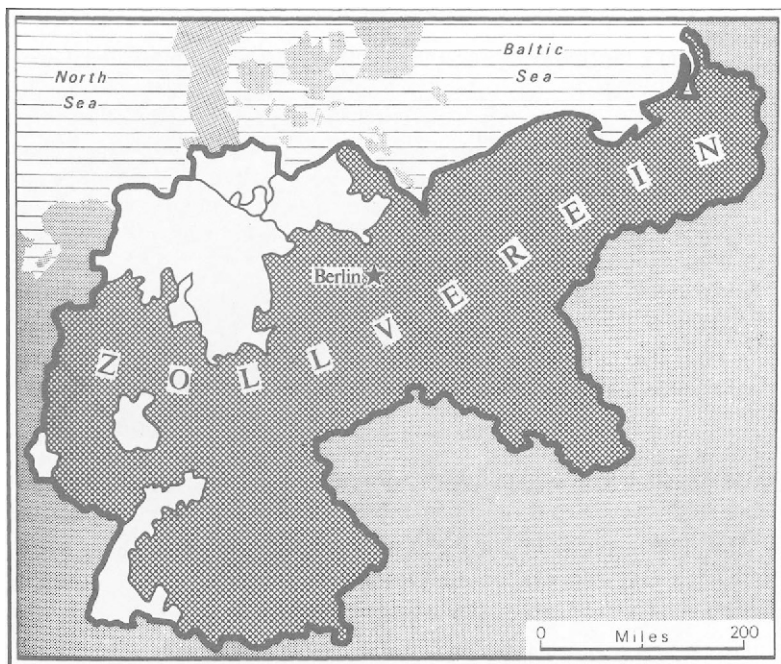 North
Sea
Baltic
Sea
Berlin
ZOLLVEREIN
0 Miles 200